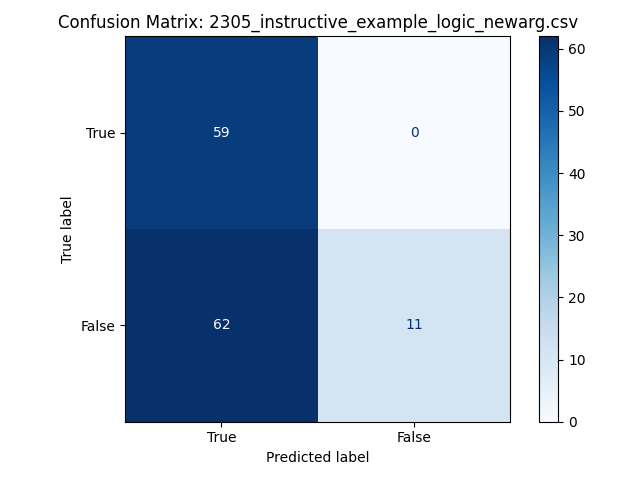 Confusion Matrix: 2305_instructive_example_logic_newarg.csv
True label
True
False
59
0
62
11
True
False
Predicted label
60
50
40
30
20
10
0